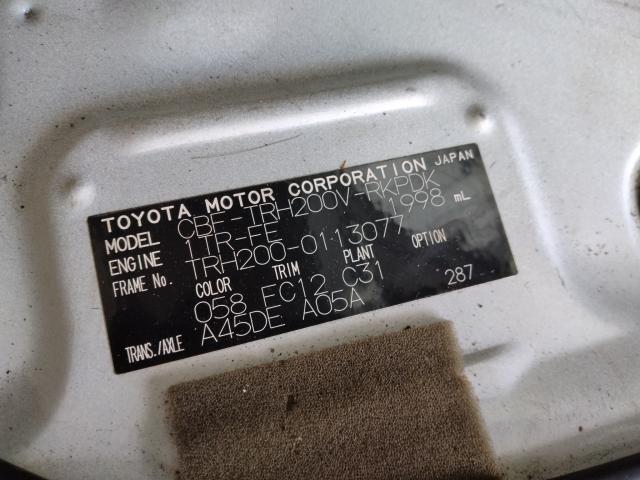 TOYOTA MOTOR CORPORATION JAPAN
MODEL CBF-TRH200V-RKPDK
ENGINE 1TR-FE 1998 mL
FRAME No. TRH200-0113077
COLOR TRIM PLANT OPTION
058 FC12 C31
TRANS./AXLE A45DE A05A 287